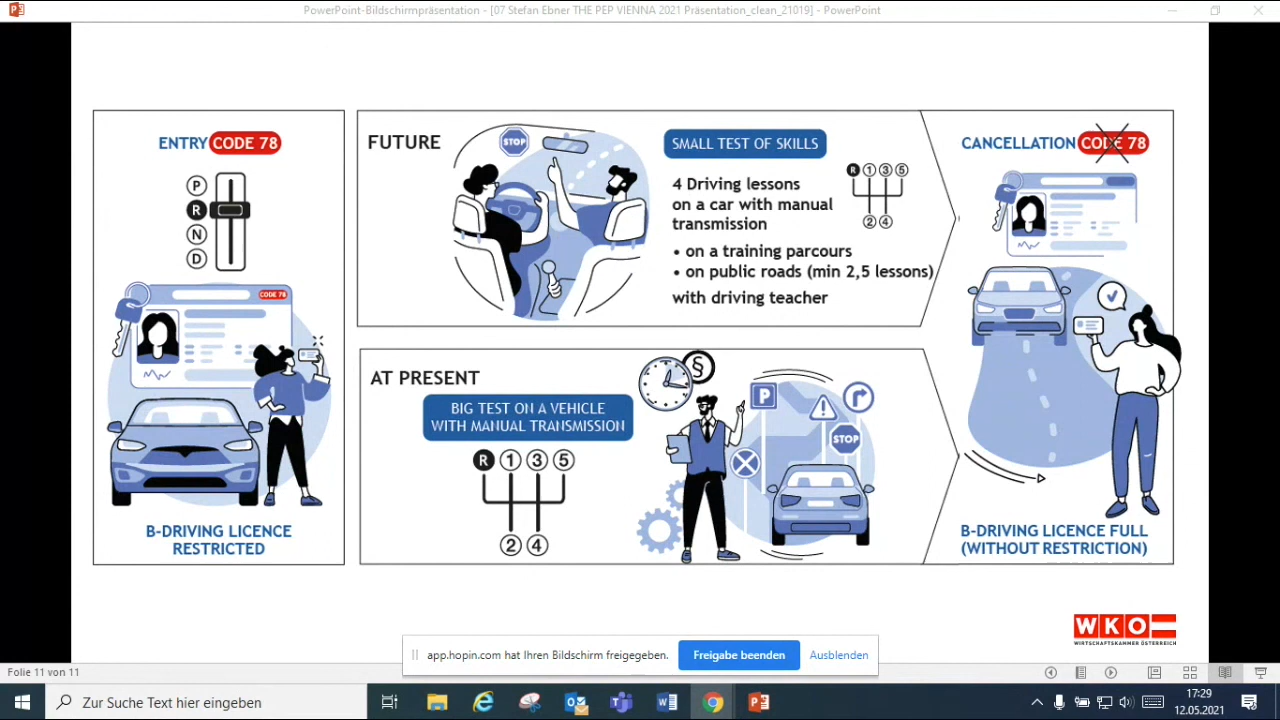 PowerPoint-Bildschirmpräsentation - [07 Stefan Ebner THE PEP VIENNA 2021 Präsentation_clean_21019] - PowerPoint
ENTRY CODE 78
P
R
N
D
CODE 78
B-DRIVING LICENCE
RESTRICTED
FUTURE
STOP
SMALL TEST OF SKILLS
4 Driving lessons
on a car with manual
transmission
R 1 3 5
2 4
• on a training parcours
• on public roads (min 2,5 lessons)
with driving teacher
AT PRESENT
BIG TEST ON A VEHICLE
WITH MANUAL TRANSMISSION
R 1 3 5
2 4
§
P
STOP
CANCELLATION CODE 78
B-DRIVING LICENCE FULL
(WITHOUT RESTRICTION)
WKO
WIRTSCHAFTSKAMMER ÖSTERREICH
app.hopin.com hat Ihren Bildschirm freigegeben.
Freigabe beenden
Ausblenden
Folie 11 von 11
Zur Suche Text hier eingeben
17:29
12.05.2021